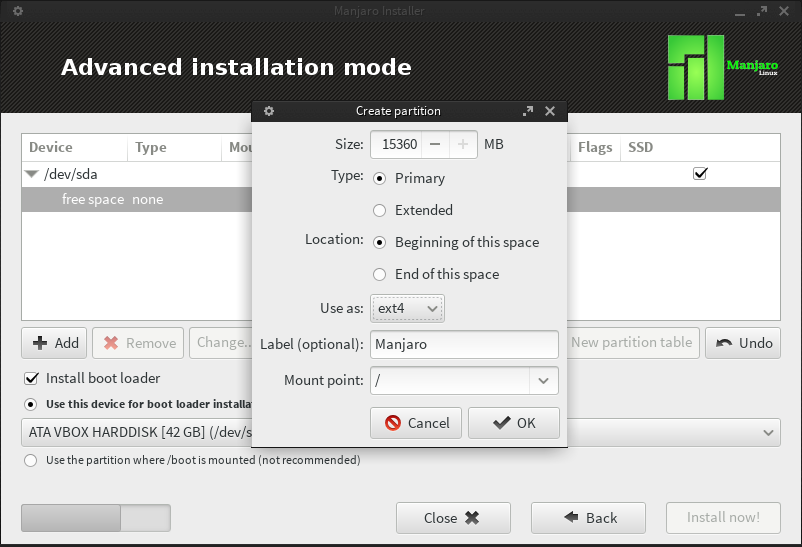 Manjaro Installer
Advanced installation mode
Manjaro
Linux
Create partition
Device Type Mou Flags SSD
/dev/sda
free space none
Size: 15360 MB
Type: Primary
Extended
Location: Beginning of this space
End of this space
Use as: ext4
Label (optional): Manjaro
Mount point: /
Cancel OK
Add Remove Change... New partition table Undo
Install boot loader
Use this device for boot loader installa
ATA VBOX HARDDISK [42 GB] (/dev/s
Use the partition where /boot is mounted (not recommended)
Close Back Install now!